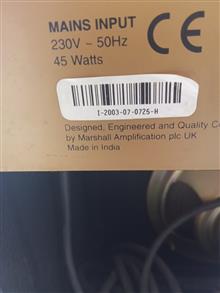 MAINS INPUT
230V ~ 50Hz
45 Watts
CE
I-2003-07-0725-H
Designed, Engineered and Quality
by Marshall Amplification plc UK
Made in India